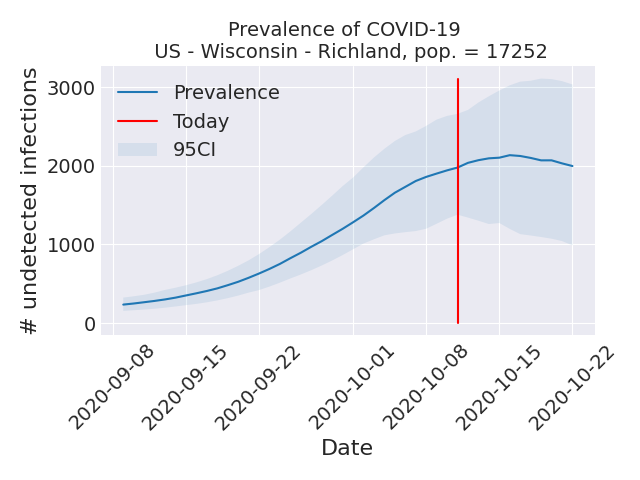 Prevalence of COVID-19
US - Wisconsin - Richland, pop. = 17252
# undetected infections
3000
2000
1000
0
Prevalence
Today
95CI
2020-09-08
2020-09-15
2020-09-22
2020-10-01
2020-10-08
2020-10-15
2020-10-22
Date